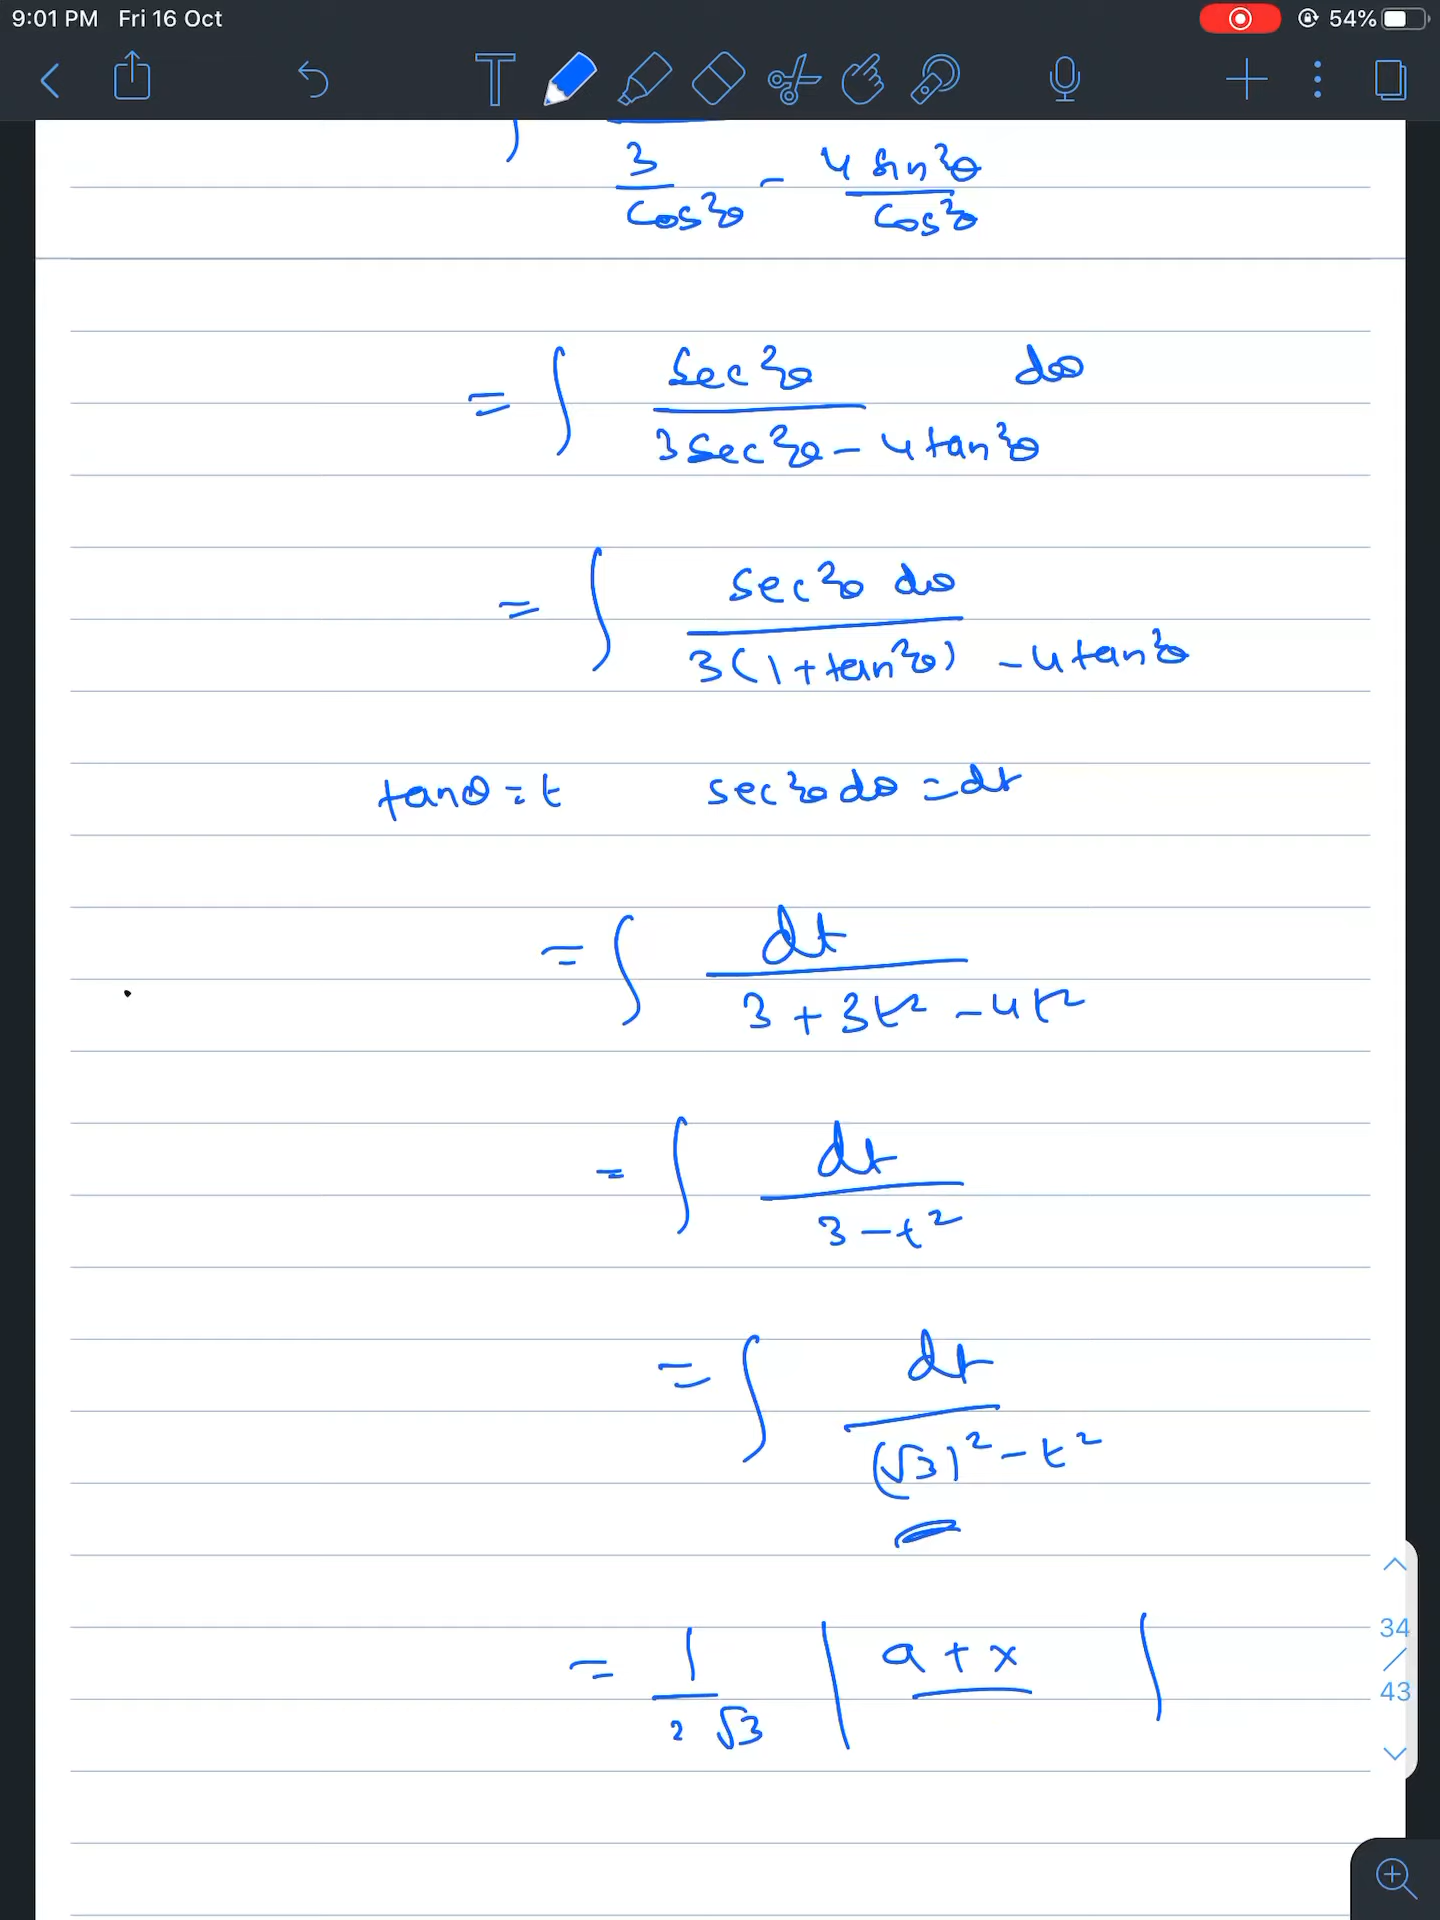 9:01 PM Fri 16 Oct 54%
T
∫ 3/cos²θ - 4 sin²θ/cos²θ
= ∫ sec²θ dθ / 3sec²θ - 4tan²θ
= ∫ sec²θ dθ / 3(1+tan²θ) - 4tan²θ
tanθ = t sec²θ dθ = dt
= ∫ dt / 3 + 3t² - 4t²
= ∫ dt / 3 - t²
= ∫ dt / (√3)² - t²
= 1 / 2√3 | a + x |
34
/
43